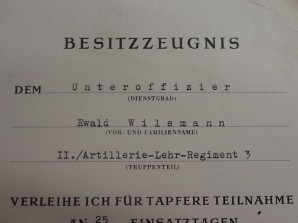 BESITZZEUGNIS
DEM Unteroffizier
(DIENSTGRAD)
Ewald Wilsmann
(VOR- UND FAMILIENNAME)
II./Artillerie-Lehr-Regiment 3
(TRUPPENTEIL)
VERLEIHE ICH FÜR TAPFERE TEILNAHME
AN 25 EINSATZTAGEN